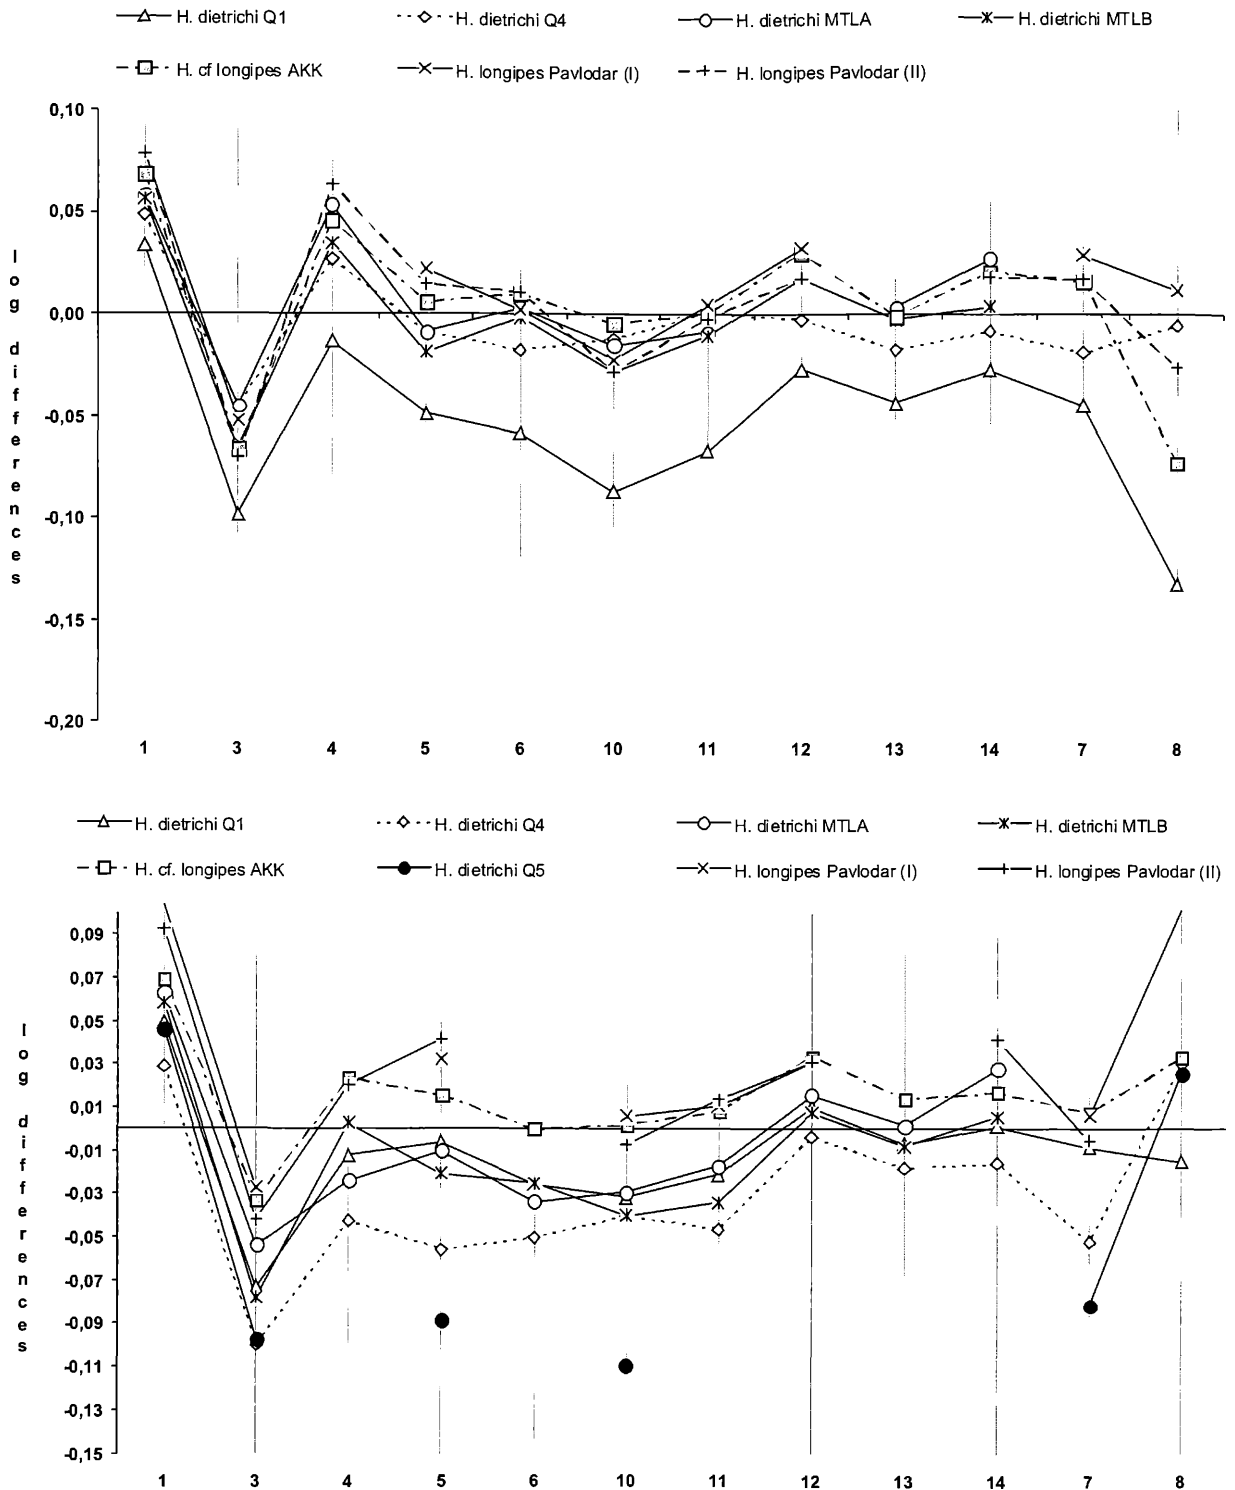 H. dietrichi Q1 H. dietrichi Q4 H. dietrichi MTLA H. dietrichi MTLB
H. cf longipes AKK H. longipes Pavlodar (I) H. longipes Pavlodar (II)
0,10
0,05
0,00
-0,05
-0,10
-0,15
-0,20
log differences
1 3 4 5 6 10 11 12 13 14 7 8
H. dietrichi Q1 H. dietrichi Q4 H. dietrichi MTLA H. dietrichi MTLB
H. cf. longipes AKK H. dietrichi Q5 H. longipes Pavlodar (I) H. longipes Pavlodar (II)
0,09
0,07
0,05
0,03
0,01
-0,01
-0,03
-0,05
-0,07
-0,09
-0,11
-0,13
-0,15
log differences
1 3 4 5 6 10 11 12 13 14 7 8